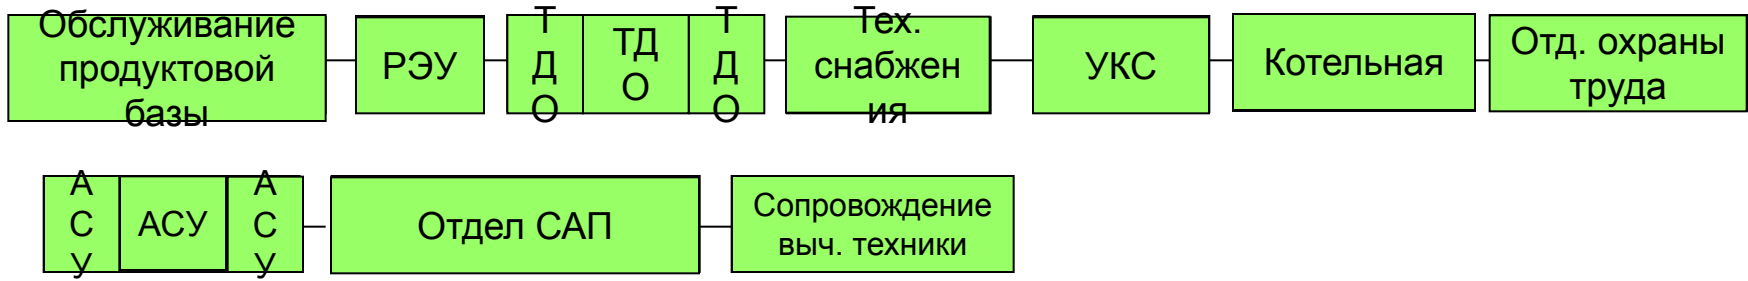 Обслуживание
продуктовой
базы
РЭУ
Т
Д
О
ТД
О
Т
Д
О
Тех.
снабжен
ия
УКС
Котельная
Отд. охраны
труда
А
С
У
АСУ
А
С
У
Отдел САП
Сопровождение
выч. техники